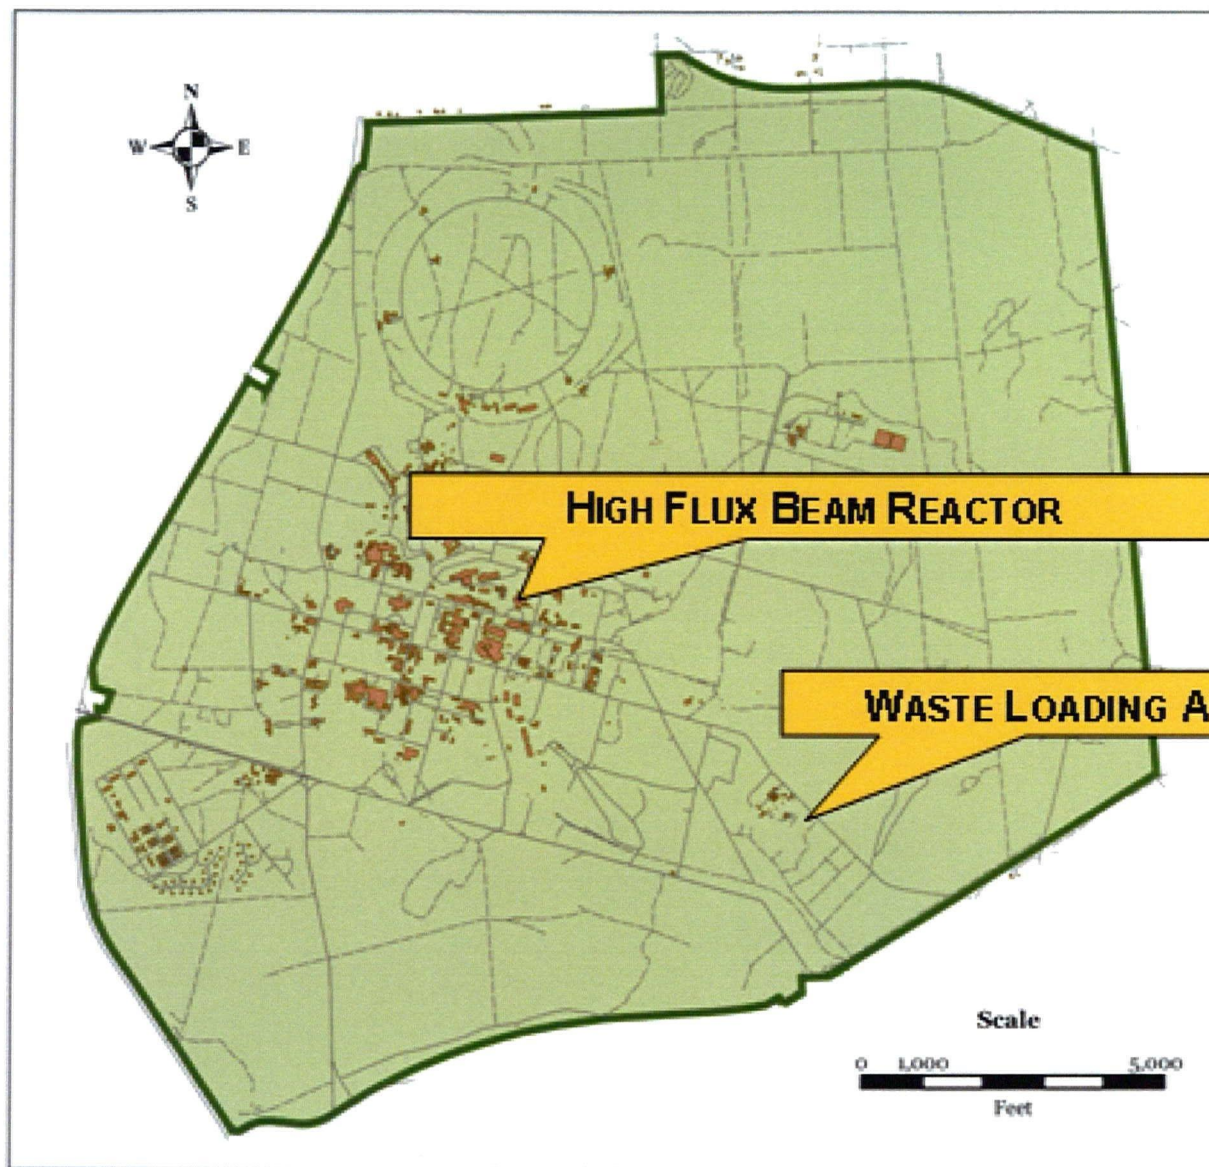 N
W E
S
HIGH FLUX BEAM REACTOR
WASTE LOADING A
Scale
0 1,000 5,000
Feet